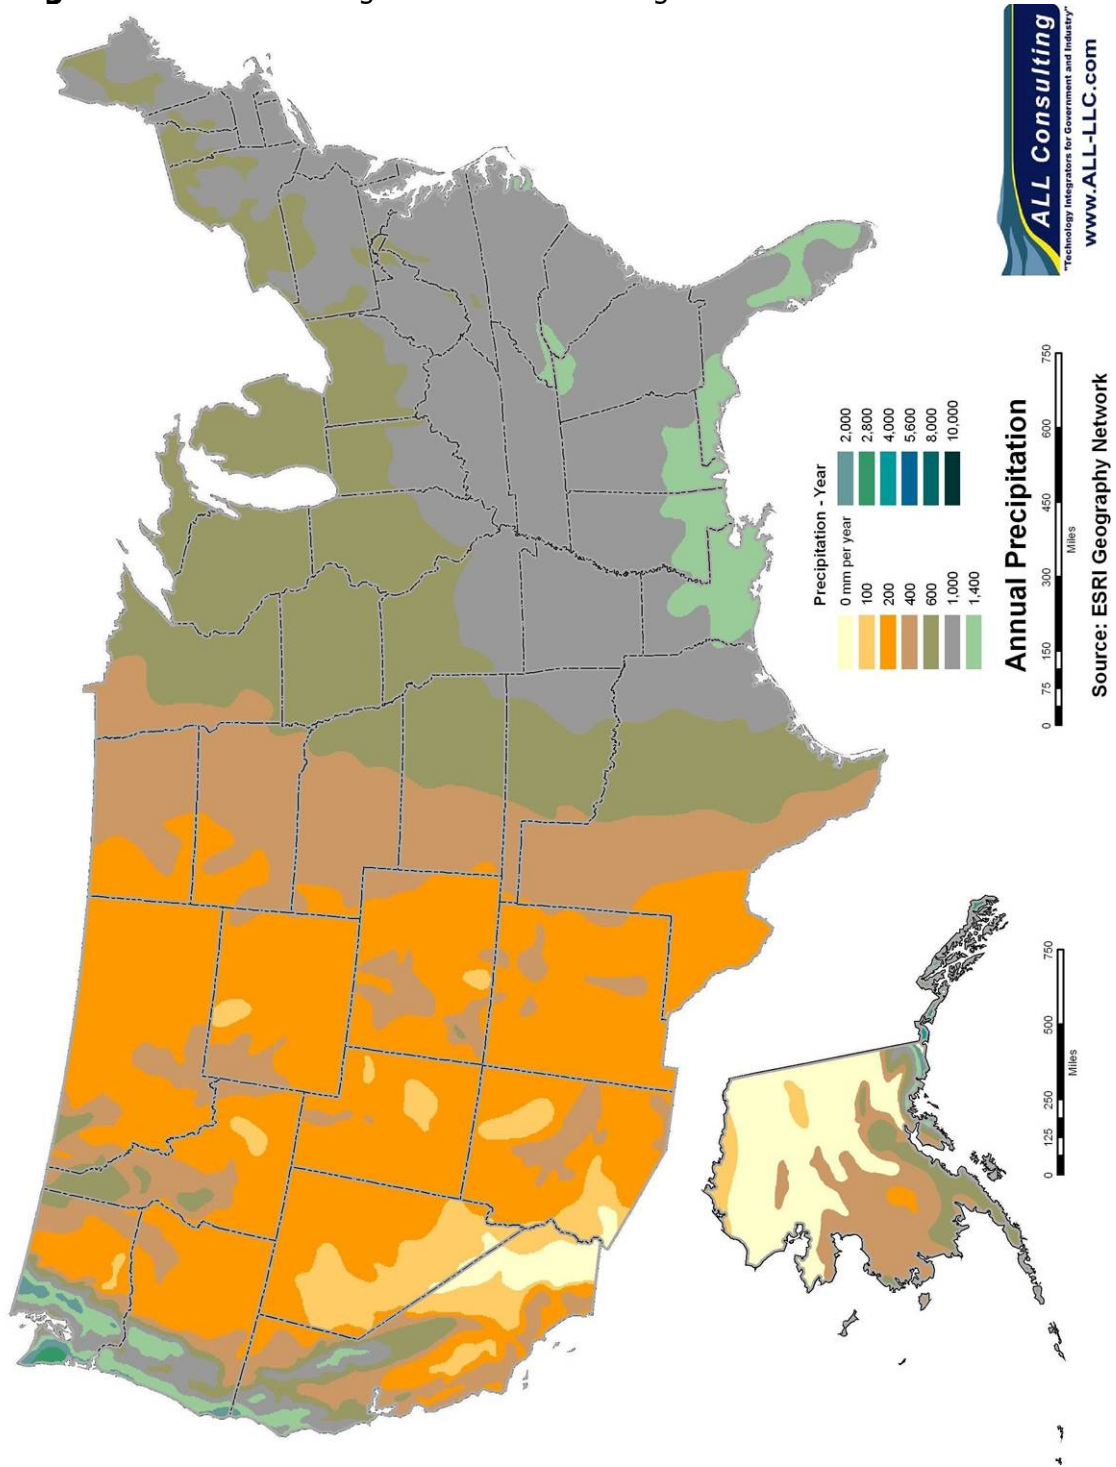 ALL Consulting
"Technology Integrators for Government and Industry"
www.ALL-LLC.com
Precipitation - Year
0 mm per year
100
200
400
600
1,000
1,400
2,000
2,800
4,000
5,600
8,000
10,000
Annual Precipitation
0 75 150 300 450 600 750
Miles
Source: ESRI Geography Network
0 125 250 500 750
Miles